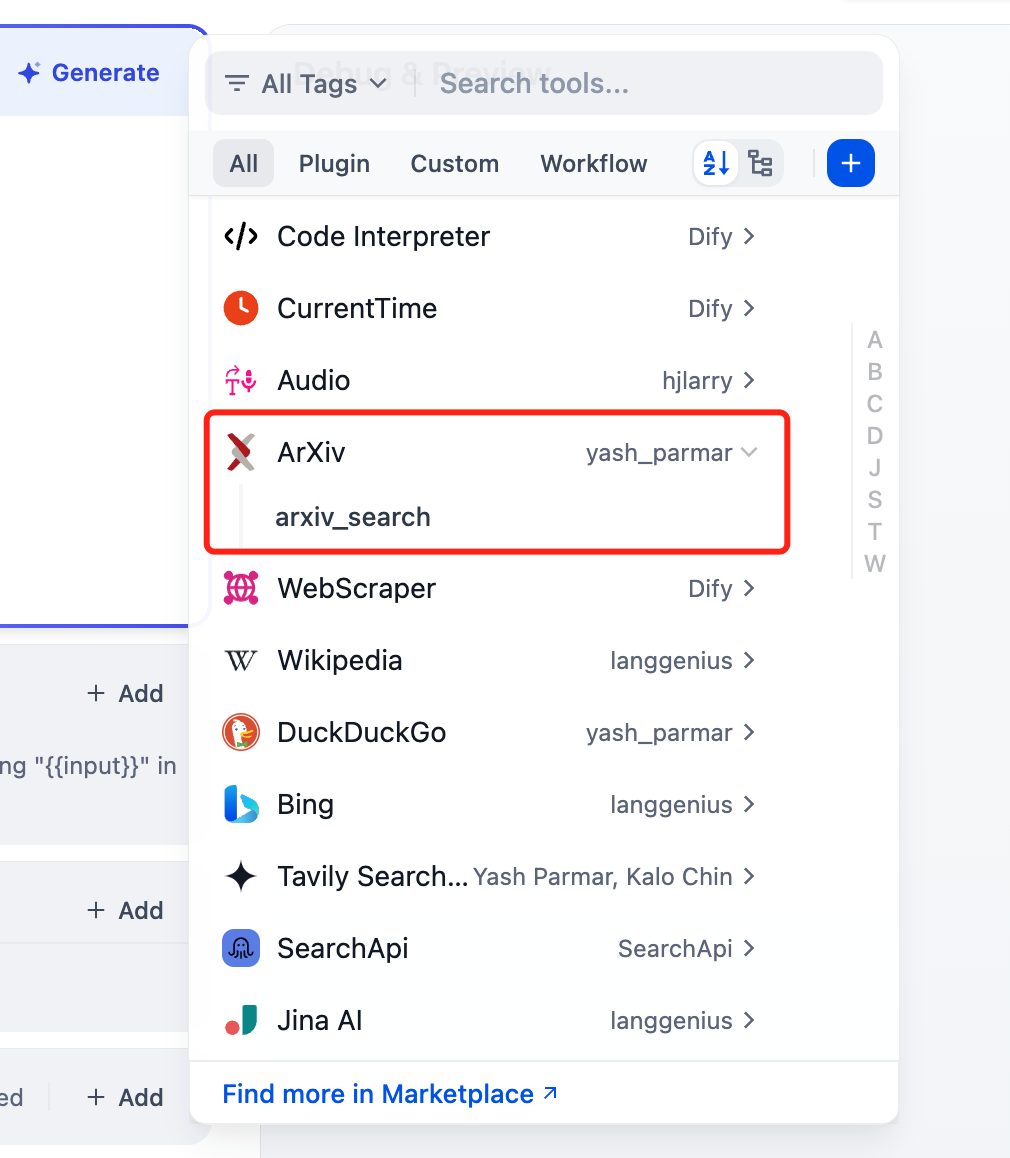 Generate
All Tags
Search tools...
Debug & Preview
All
Plugin
Custom
Workflow
A
Z
Code Interpreter
Dify
CurrentTime
Dify
Audio
hjlarry
ArXiv
yash_parmar
arxiv_search
WebScraper
Dify
Wikipedia
langgenius
DuckDuckGo
yash_parmar
Bing
langgenius
Tavily Search...
Yash Parmar, Kalo Chin
SearchApi
SearchApi
Jina AI
langgenius
Find more in Marketplace
A
B
C
D
J
S
T
W
+ Add
ng "{{input}}" in
+ Add
ed
+ Add